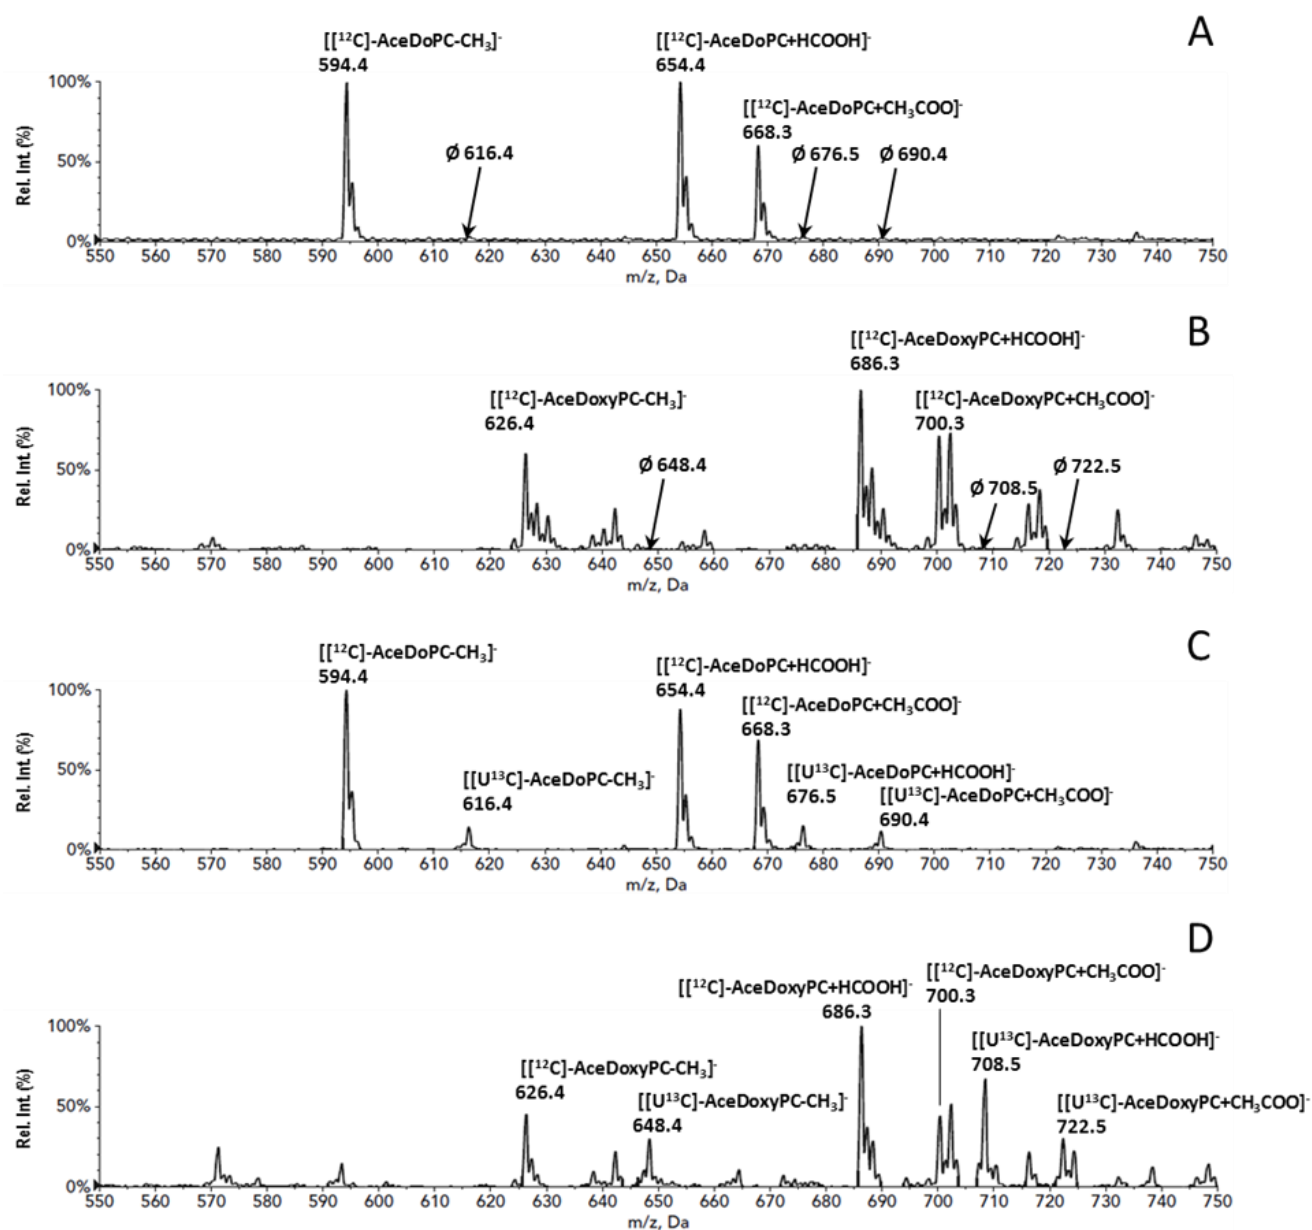 A
[[¹²C]-AceDoPC-CH₃]⁻
594.4
[[¹²C]-AceDoPC+HCOOH]⁻
654.4
[[¹²C]-AceDoPC+CH₃COO]⁻
668.3
Ø 616.4
Ø 676.5
Ø 690.4
Rel. Int. (%)
100%
50%
0%
550 560 570 580 590 600 610 620 630 640 650 660 670 680 690 700 710 720 730 740 750
m/z, Da
B
[[¹²C]-AceDoxyPC+HCOOH]⁻
686.3
[[¹²C]-AceDoxyPC-CH₃]⁻
626.4
[[¹²C]-AceDoxyPC+CH₃COO]⁻
700.3
Ø 648.4
Ø 708.5
Ø 722.5
Rel. Int. (%)
100%
50%
0%
550 560 570 580 590 600 610 620 630 640 650 660 670 680 690 700 710 720 730 740 750
m/z, Da
C
[[¹²C]-AceDoPC-CH₃]⁻
594.4
[[¹²C]-AceDoPC+HCOOH]⁻
654.4
[[¹²C]-AceDoPC+CH₃COO]⁻
668.3
[[U¹³C]-AceDoPC-CH₃]⁻
616.4
[[U¹³C]-AceDoPC+HCOOH]⁻
676.5
[[U¹³C]-AceDoPC+CH₃COO]⁻
690.4
Rel. Int. (%)
100%
50%
0%
550 560 570 580 590 600 610 620 630 640 650 660 670 680 690 700 710 720 730 740 750
m/z, Da
D
[[¹²C]-AceDoxyPC+CH₃COO]⁻
700.3
[[¹²C]-AceDoxyPC+HCOOH]⁻
686.3
[[U¹³C]-AceDoxyPC+HCOOH]⁻
708.5
[[¹²C]-AceDoxyPC-CH₃]⁻
626.4
[[U¹³C]-AceDoxyPC-CH₃]⁻
648.4
[[U¹³C]-AceDoxyPC+CH₃COO]⁻
722.5
Rel. Int. (%)
100%
50%
0%
550 560 570 580 590 600 610 620 630 640 650 660 670 680 690 700 710 720 730 740 750
m/z, Da